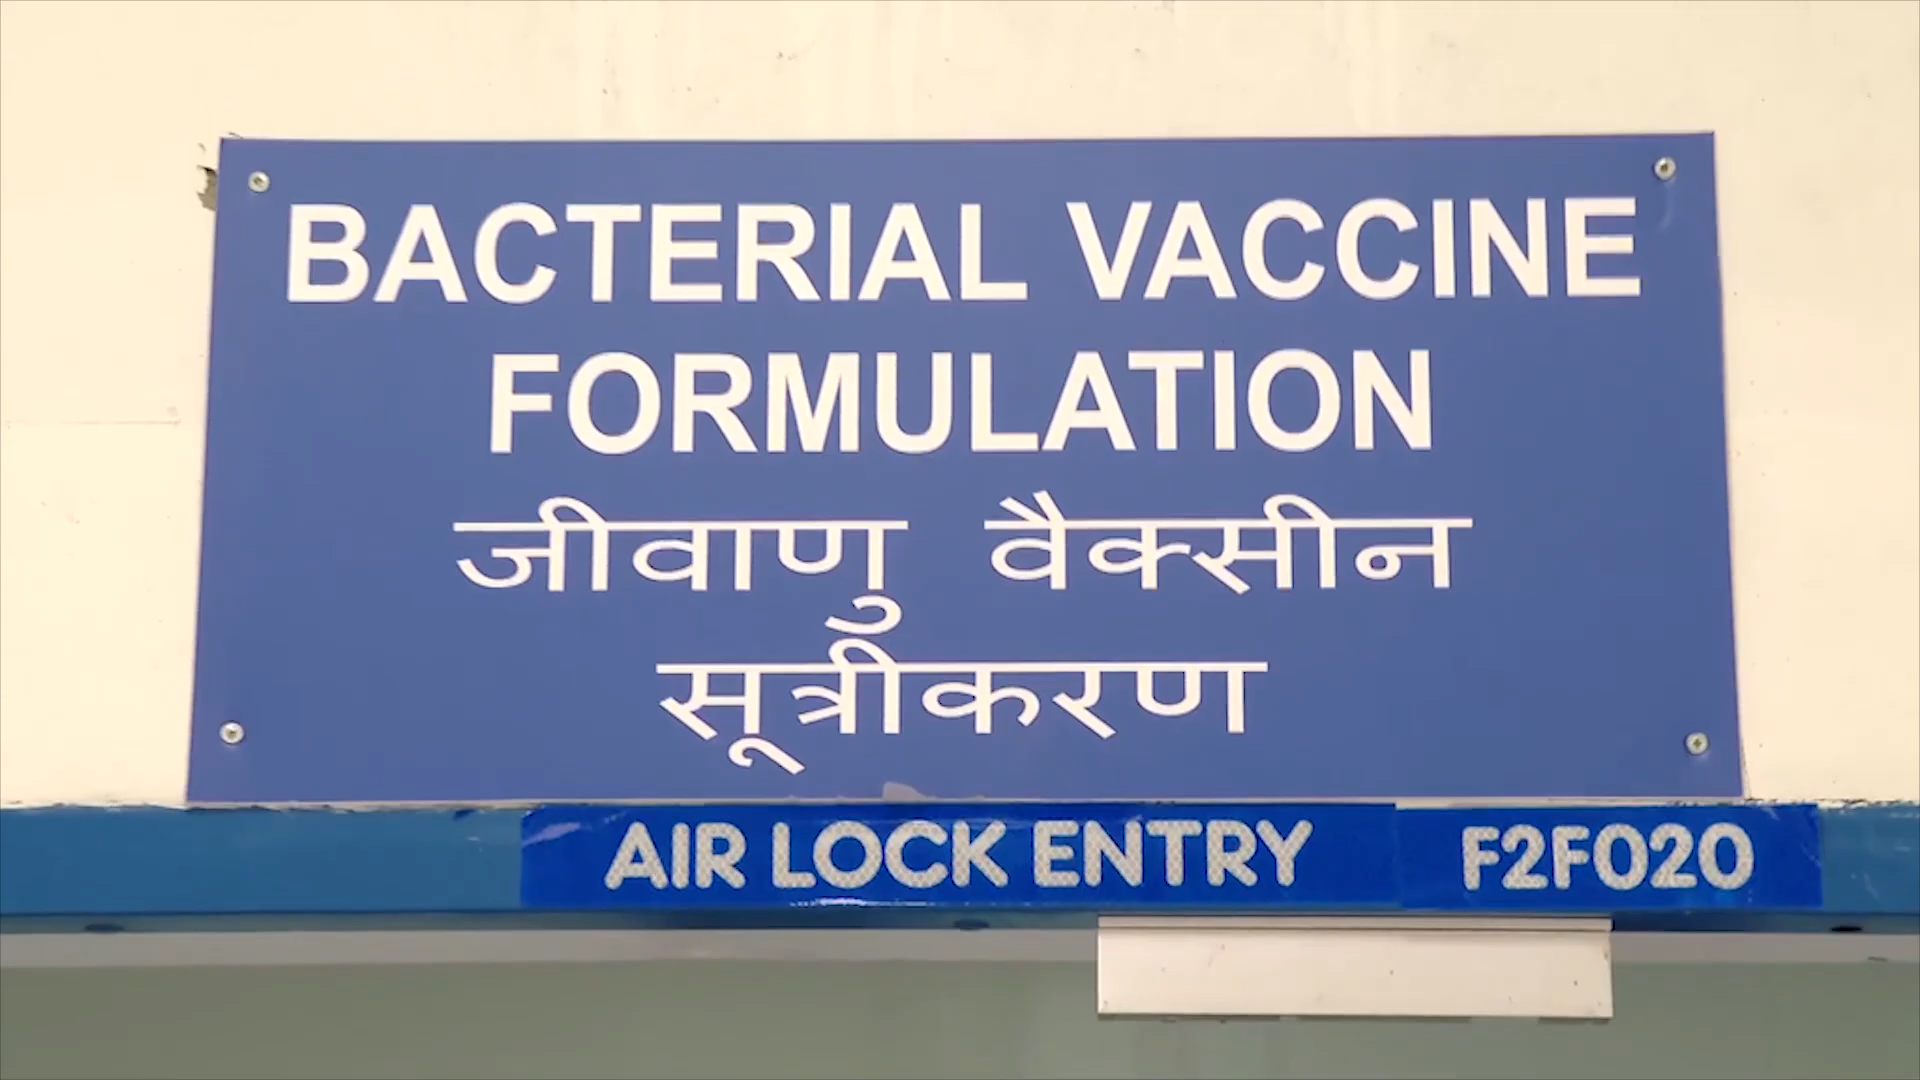 BACTERIAL VACCINE
FORMULATION
जीवाणु वैक्सीन
सूत्रीकरण
AIR LOCK ENTRY F2F020